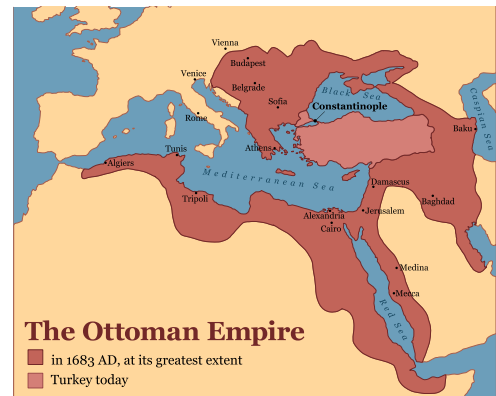 Vienna
Budapest
Venice
Belgrade
Black Sea
Caspian Sea
Sofia
Constantinople
Rome
Baku
Tunis
Athens
Algiers
Mediterranean Sea
Damascus
Tripoli
Baghdad
Alexandria
Jerusalem
Cairo
Medina
Mecca
Red Sea
The Ottoman Empire
in 1683 AD, at its greatest extent
Turkey today